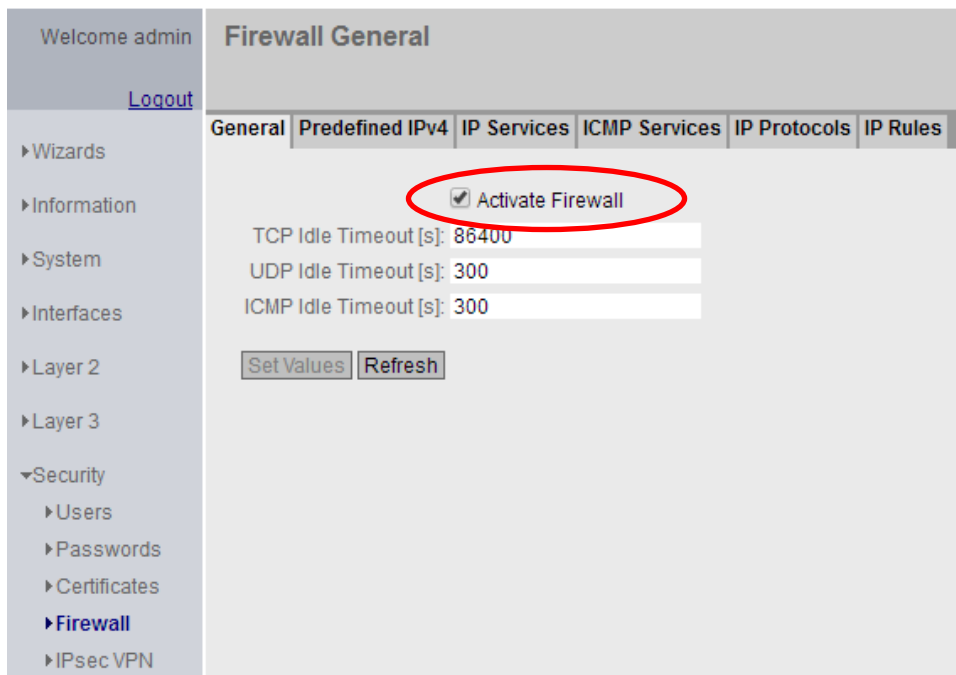 Welcome admin
Logout
Firewall General
General Predefined IPv4 IP Services ICMP Services IP Protocols IP Rules
Wizards
Information
System
Interfaces
Layer 2
Layer 3
Security
Users
Passwords
Certificates
Firewall
IPsec VPN
Activate Firewall
TCP Idle Timeout [s]: 86400
UDP Idle Timeout [s]: 300
ICMP Idle Timeout [s]: 300
Set Values Refresh